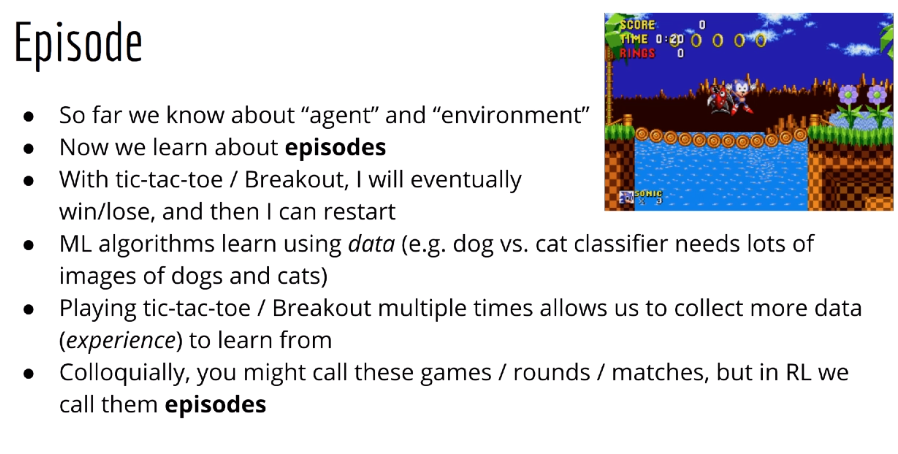 Episode
SCORE 0
TIME 0:20
RINGS 0
SONIC
3
● So far we know about “agent” and “environment”
● Now we learn about episodes
● With tic-tac-toe / Breakout, I will eventually
win/lose, and then I can restart
● ML algorithms learn using data (e.g. dog vs. cat classifier needs lots of
images of dogs and cats)
● Playing tic-tac-toe / Breakout multiple times allows us to collect more data
(experience) to learn from
● Colloquially, you might call these games / rounds / matches, but in RL we
call them episodes